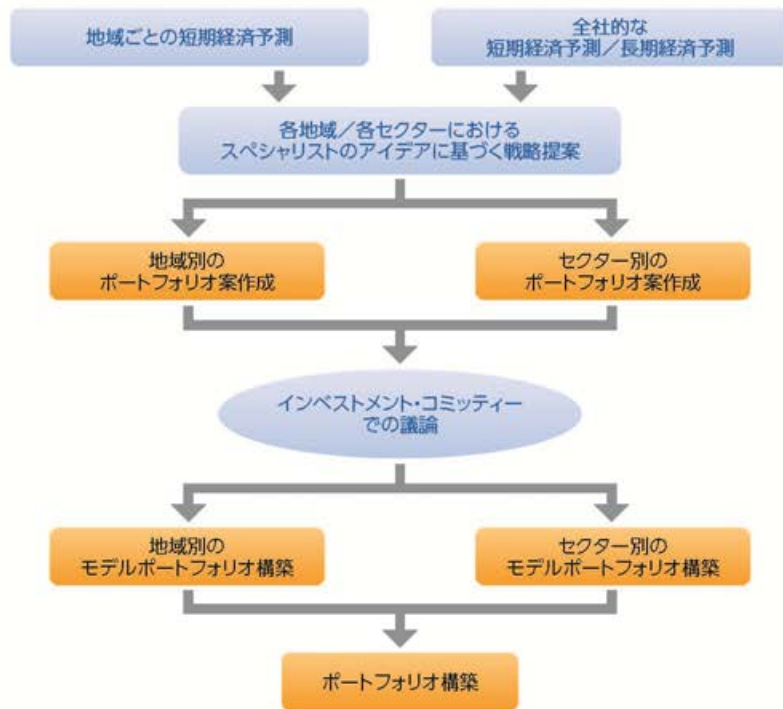 地域ごとの短期経済予測
全社的な
短期経済予測／長期経済予測
各地域／各セクターにおける
スペシャリストのアイデアに基づく戦略提案
地域別の
ポートフォリオ案作成
セクター別の
ポートフォリオ案作成
インベストメント・コミッティー
での議論
地域別の
モデルポートフォリオ構築
セクター別の
モデルポートフォリオ構築
ポートフォリオ構築